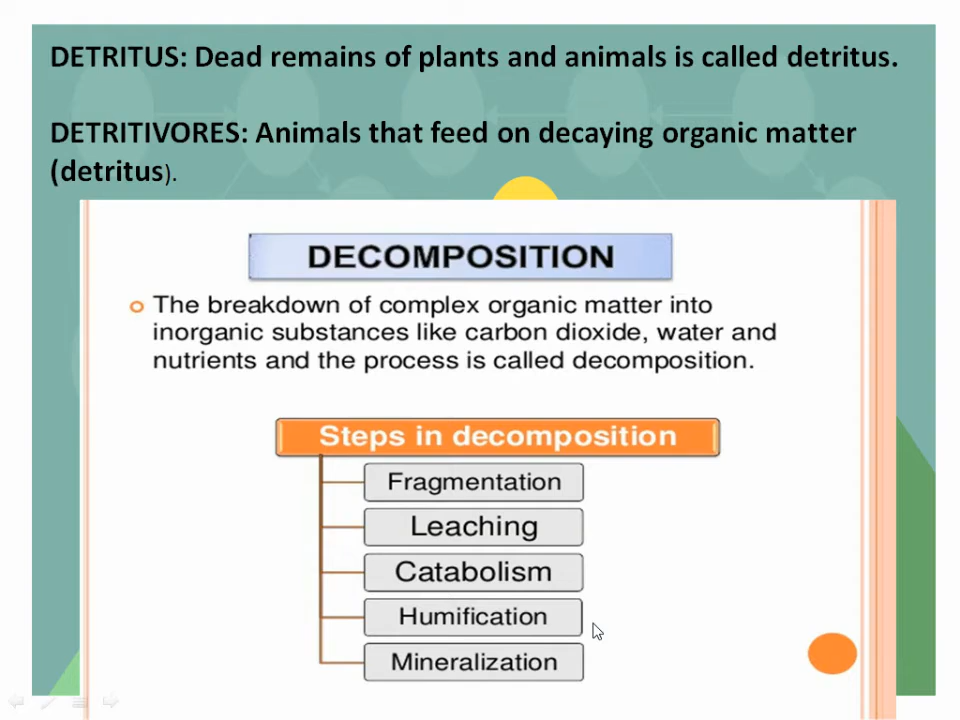 DETRITUS: Dead remains of plants and animals is called detritus.
DETRITIVORES: Animals that feed on decaying organic matter
(detritus).
DECOMPOSITION
The breakdown of complex organic matter into
inorganic substances like carbon dioxide, water and
nutrients and the process is called decomposition.
Steps in decomposition
Fragmentation
Leaching
Catabolism
Humification
Mineralization